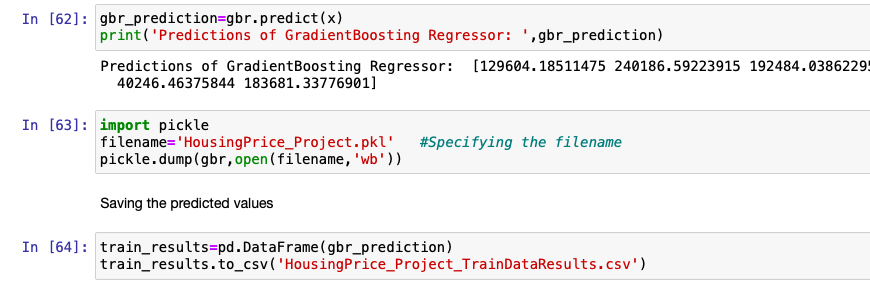 In [62]: gbr_prediction=gbr.predict(x)
print('Predictions of GradientBoosting Regressor: ',gbr_prediction)
Predictions of GradientBoosting Regressor:  [129604.18511475 240186.59223915 192484.03862295
40246.46375844 183681.33776901]
In [63]: import pickle
filename='HousingPrice_Project.pkl'   #Specifying the filename
pickle.dump(gbr,open(filename,'wb'))
Saving the predicted values
In [64]: train_results=pd.DataFrame(gbr_prediction)
train_results.to_csv('HousingPrice_Project_TrainDataResults.csv')